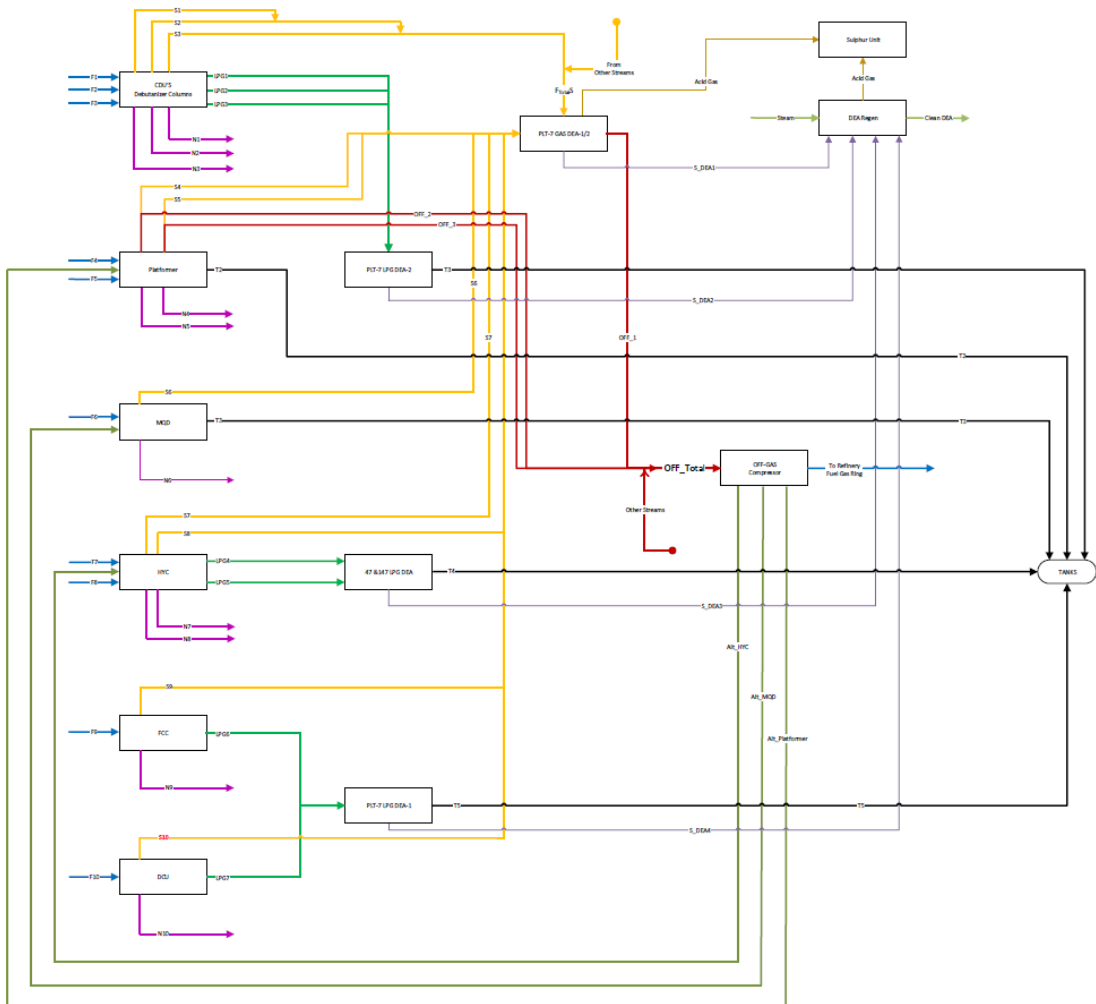 S1
S2
S3
From
Other Streams
Sulphur Unit
Acid Gas
Acid Gas
F1
F2
F3
CDU'S
Debutanizer Columns
LPG1
LPG2
LPG3
FTotalS
Steam
DEA Regen
Clean DEA
PLT-7 GAS DEA-1/2
N1
N2
N3
S_DEA1
S4
S5
OFF_2
OFF_3
F4
F5
Platformer
T2
PLT-7 LPG DEA-2
T3
S6
S_DEA2
N4
N5
S7
OFF_1
T3
S6
F6
MQD
T3
T3
N6
OFF_Total
OFF-GAS
Compressor
To Refinery
Fuel Gas Ring
Other Streams
S7
S8
F7
F8
HYC
LPG4
LPG5
47 &147 LPG DEA
T4
TANKS
S_DEA3
N7
N8
Alt_HYC
Alt_MQD
Alt_Platformer
S9
F9
FCC
LPG6
N9
PLT-7 LPG DEA-1
T5
T5
S_DEA4
S10
F10
DCU
LPG7
N10